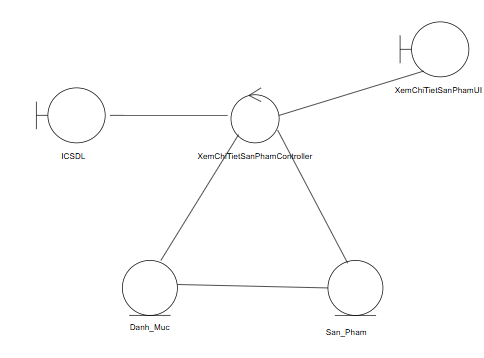 XemChiTietSanPhamUI
ICSDL
XemChiTietSanPhamController
Danh_Muc
San_Pham